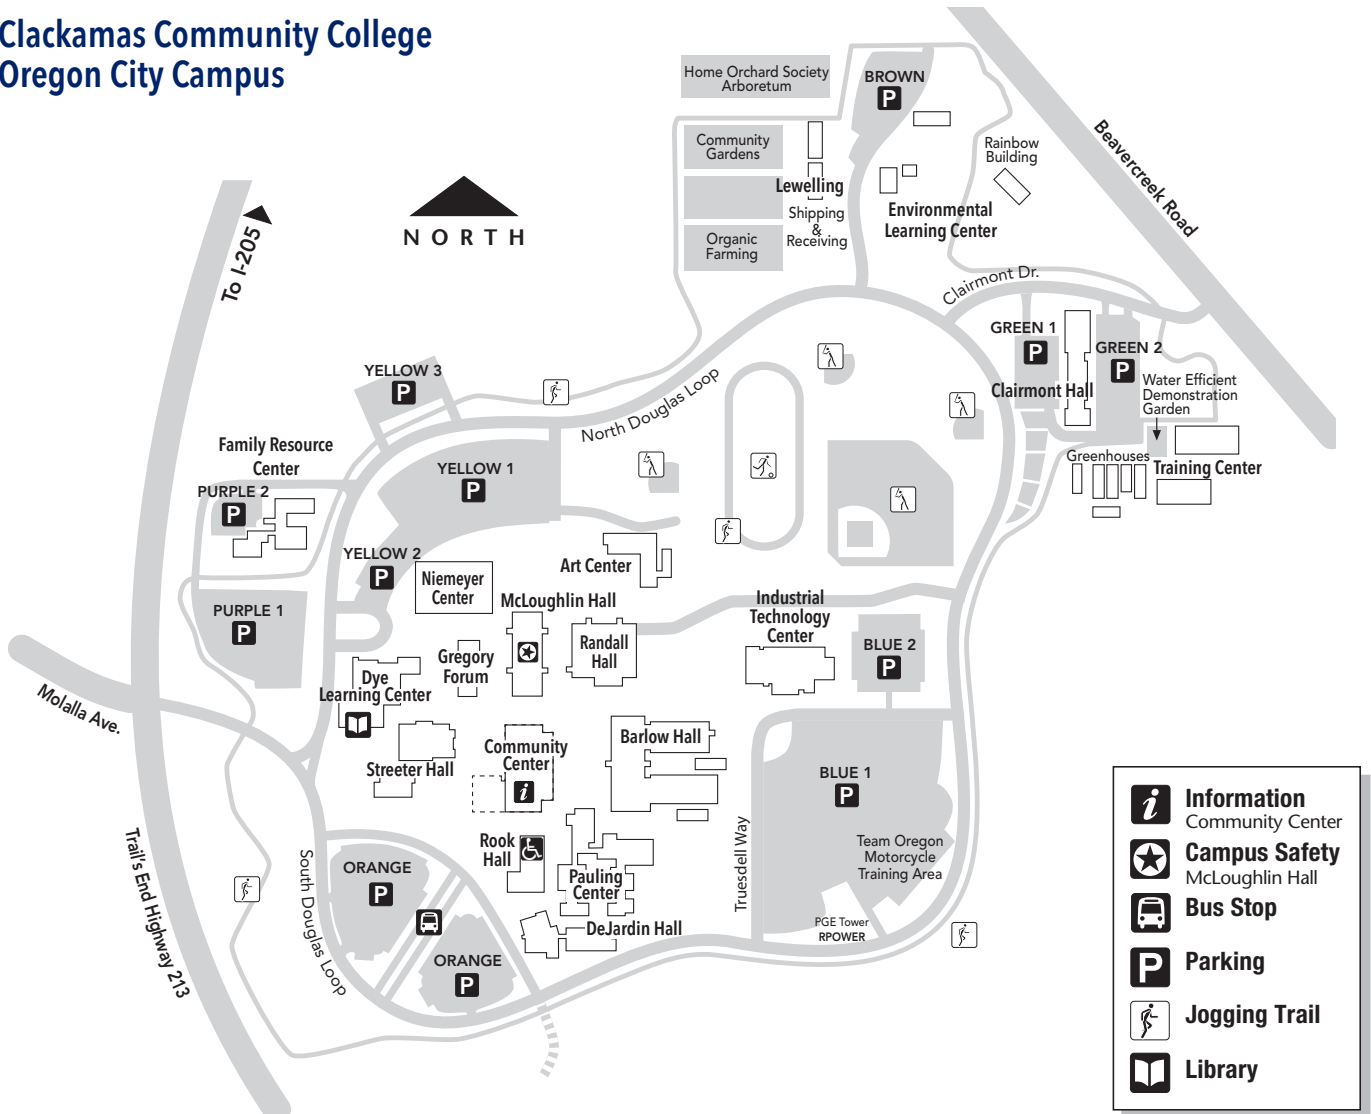 Clackamas Community College
Oregon City Campus
Home Orchard Society
Arboretum
BROWN
P
Community
Gardens
Lewelling
Shipping
&
Receiving
Organic
Farming
Rainbow
Building
Environmental
Learning Center
Beavercreek Road
NORTH
To I-205
Clairmont Dr.
GREEN 1
P
GREEN 2
P
Clairmont Hall
Water Efficient
Demonstration
Garden
Greenhouses
Training Center
YELLOW 3
P
North Douglas Loop
Family Resource
Center
PURPLE 2
P
YELLOW 1
P
YELLOW 2
P
Niemeyer
Center
Art Center
McLoughlin Hall
PURPLE 1
P
Gregory
Forum
Randall
Hall
Industrial
Technology
Center
BLUE 2
P
Dye
Learning Center
Molalla Ave.
Streeter Hall
Community
Center
i
Barlow Hall
BLUE 1
P
Team Oregon
Motorcycle
Training Area
Truesdell Way
Rook
Hall
Pauling
Center
DeJardin Hall
PGE Tower
RPOWER
ORANGE
P
ORANGE
P
South Douglas Loop
Trail's End Highway 213
i
Information
Community Center
Campus Safety
McLoughlin Hall
Bus Stop
P
Parking
Jogging Trail
Library